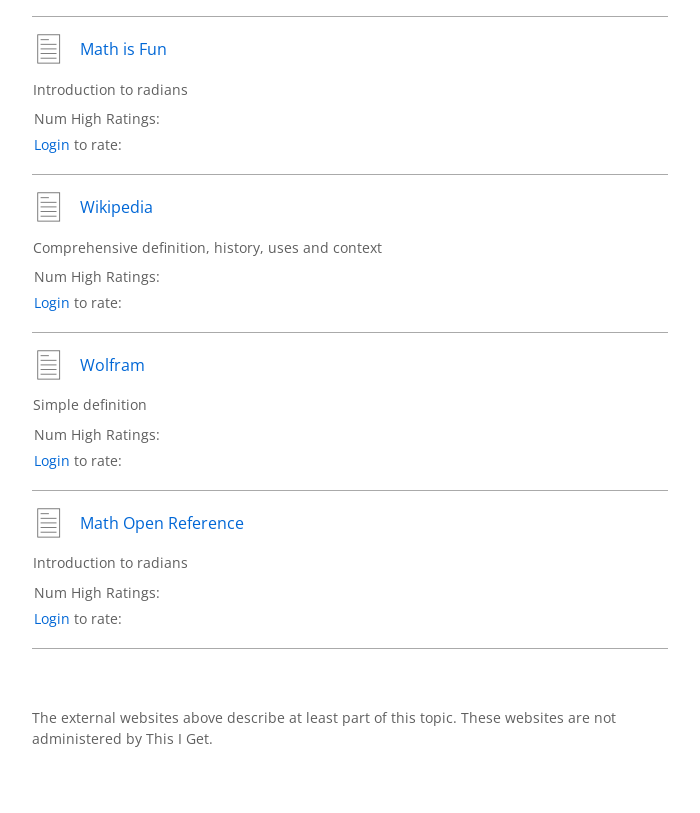 Math is Fun
Introduction to radians
Num High Ratings:
Login to rate:
Wikipedia
Comprehensive definition, history, uses and context
Num High Ratings:
Login to rate:
Wolfram
Simple definition
Num High Ratings:
Login to rate:
Math Open Reference
Introduction to radians
Num High Ratings:
Login to rate:
The external websites above describe at least part of this topic. These websites are not
administered by This I Get.